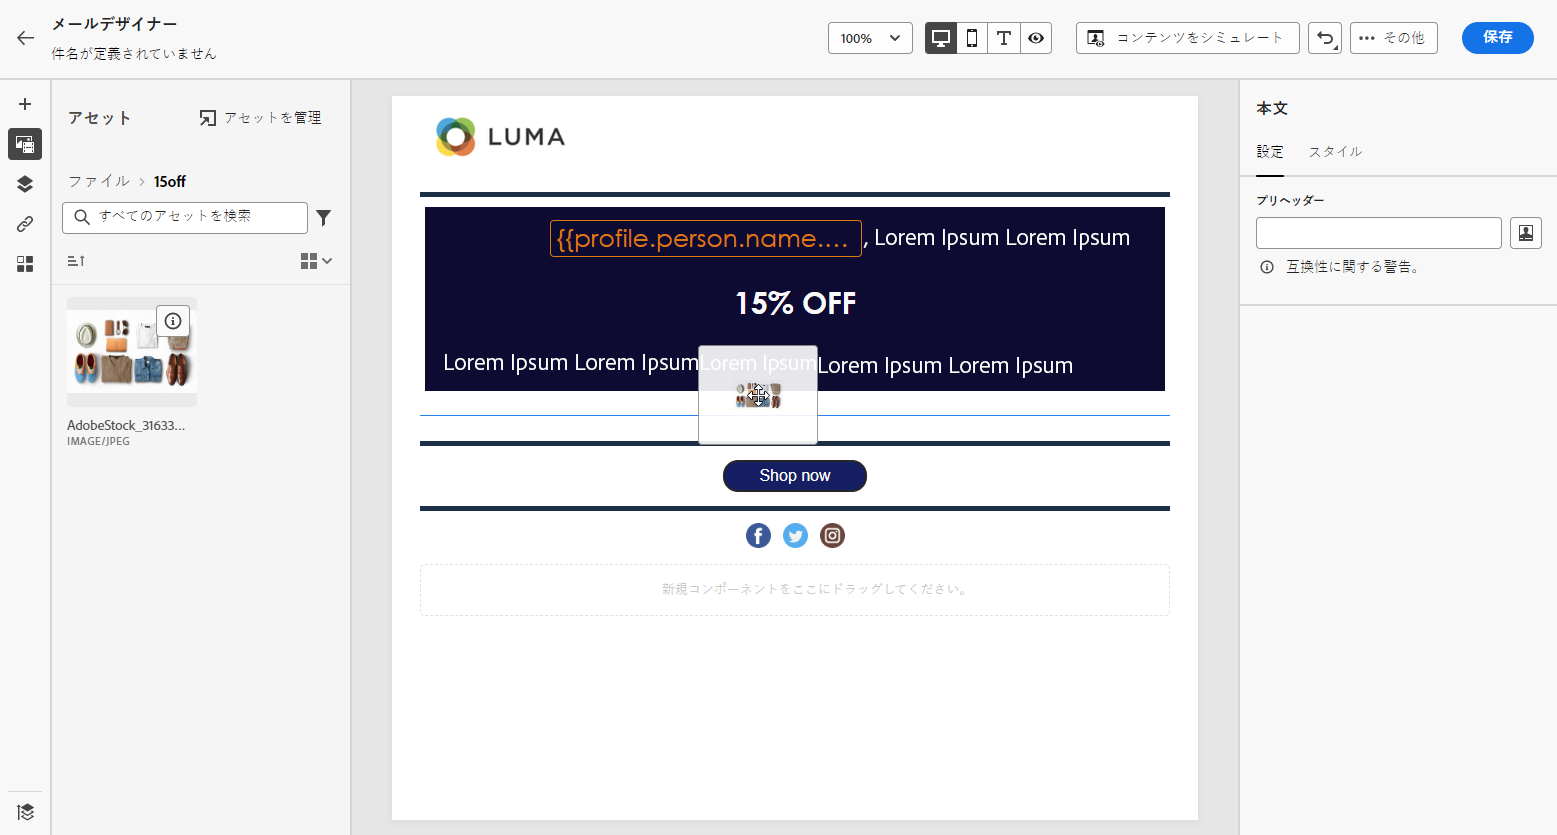 メールデザイナー
件名が定義されていません
100%
コンテンツをシミュレート
その他
保存
アセット
アセットを管理
ファイル › 15off
すべてのアセットを検索
AdobeStock_31633...
IMAGE/JPEG
LUMA
{{profile.person.name.... , Lorem Ipsum Lorem Ipsum
15% OFF
Lorem Ipsum Lorem Ipsum Lorem Ipsum Lorem Ipsum Lorem Ipsum
Shop now
新規コンポーネントをここにドラッグしてください。
本文
設定 スタイル
プリヘッダー
互換性に関する警告。